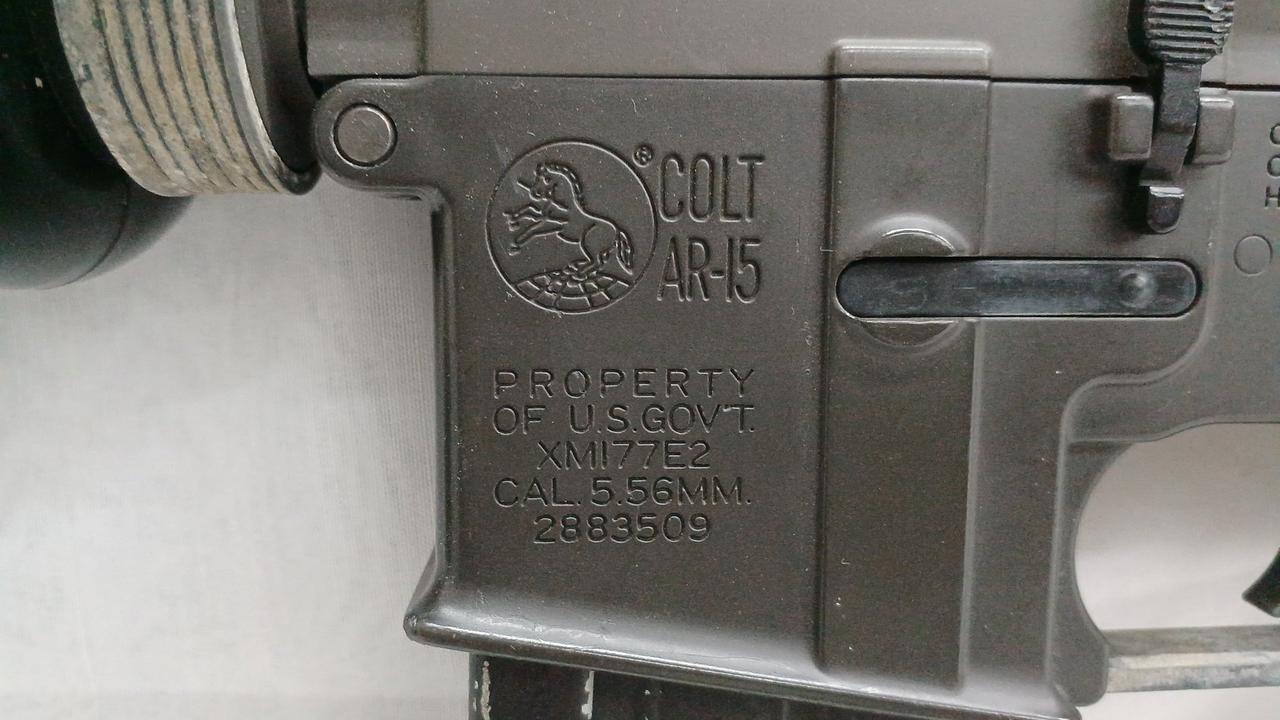 ®
COLT
AR-15
PROPERTY
OF U.S.GOV'T.
XM177E2
CAL. 5.56MM.
2883509